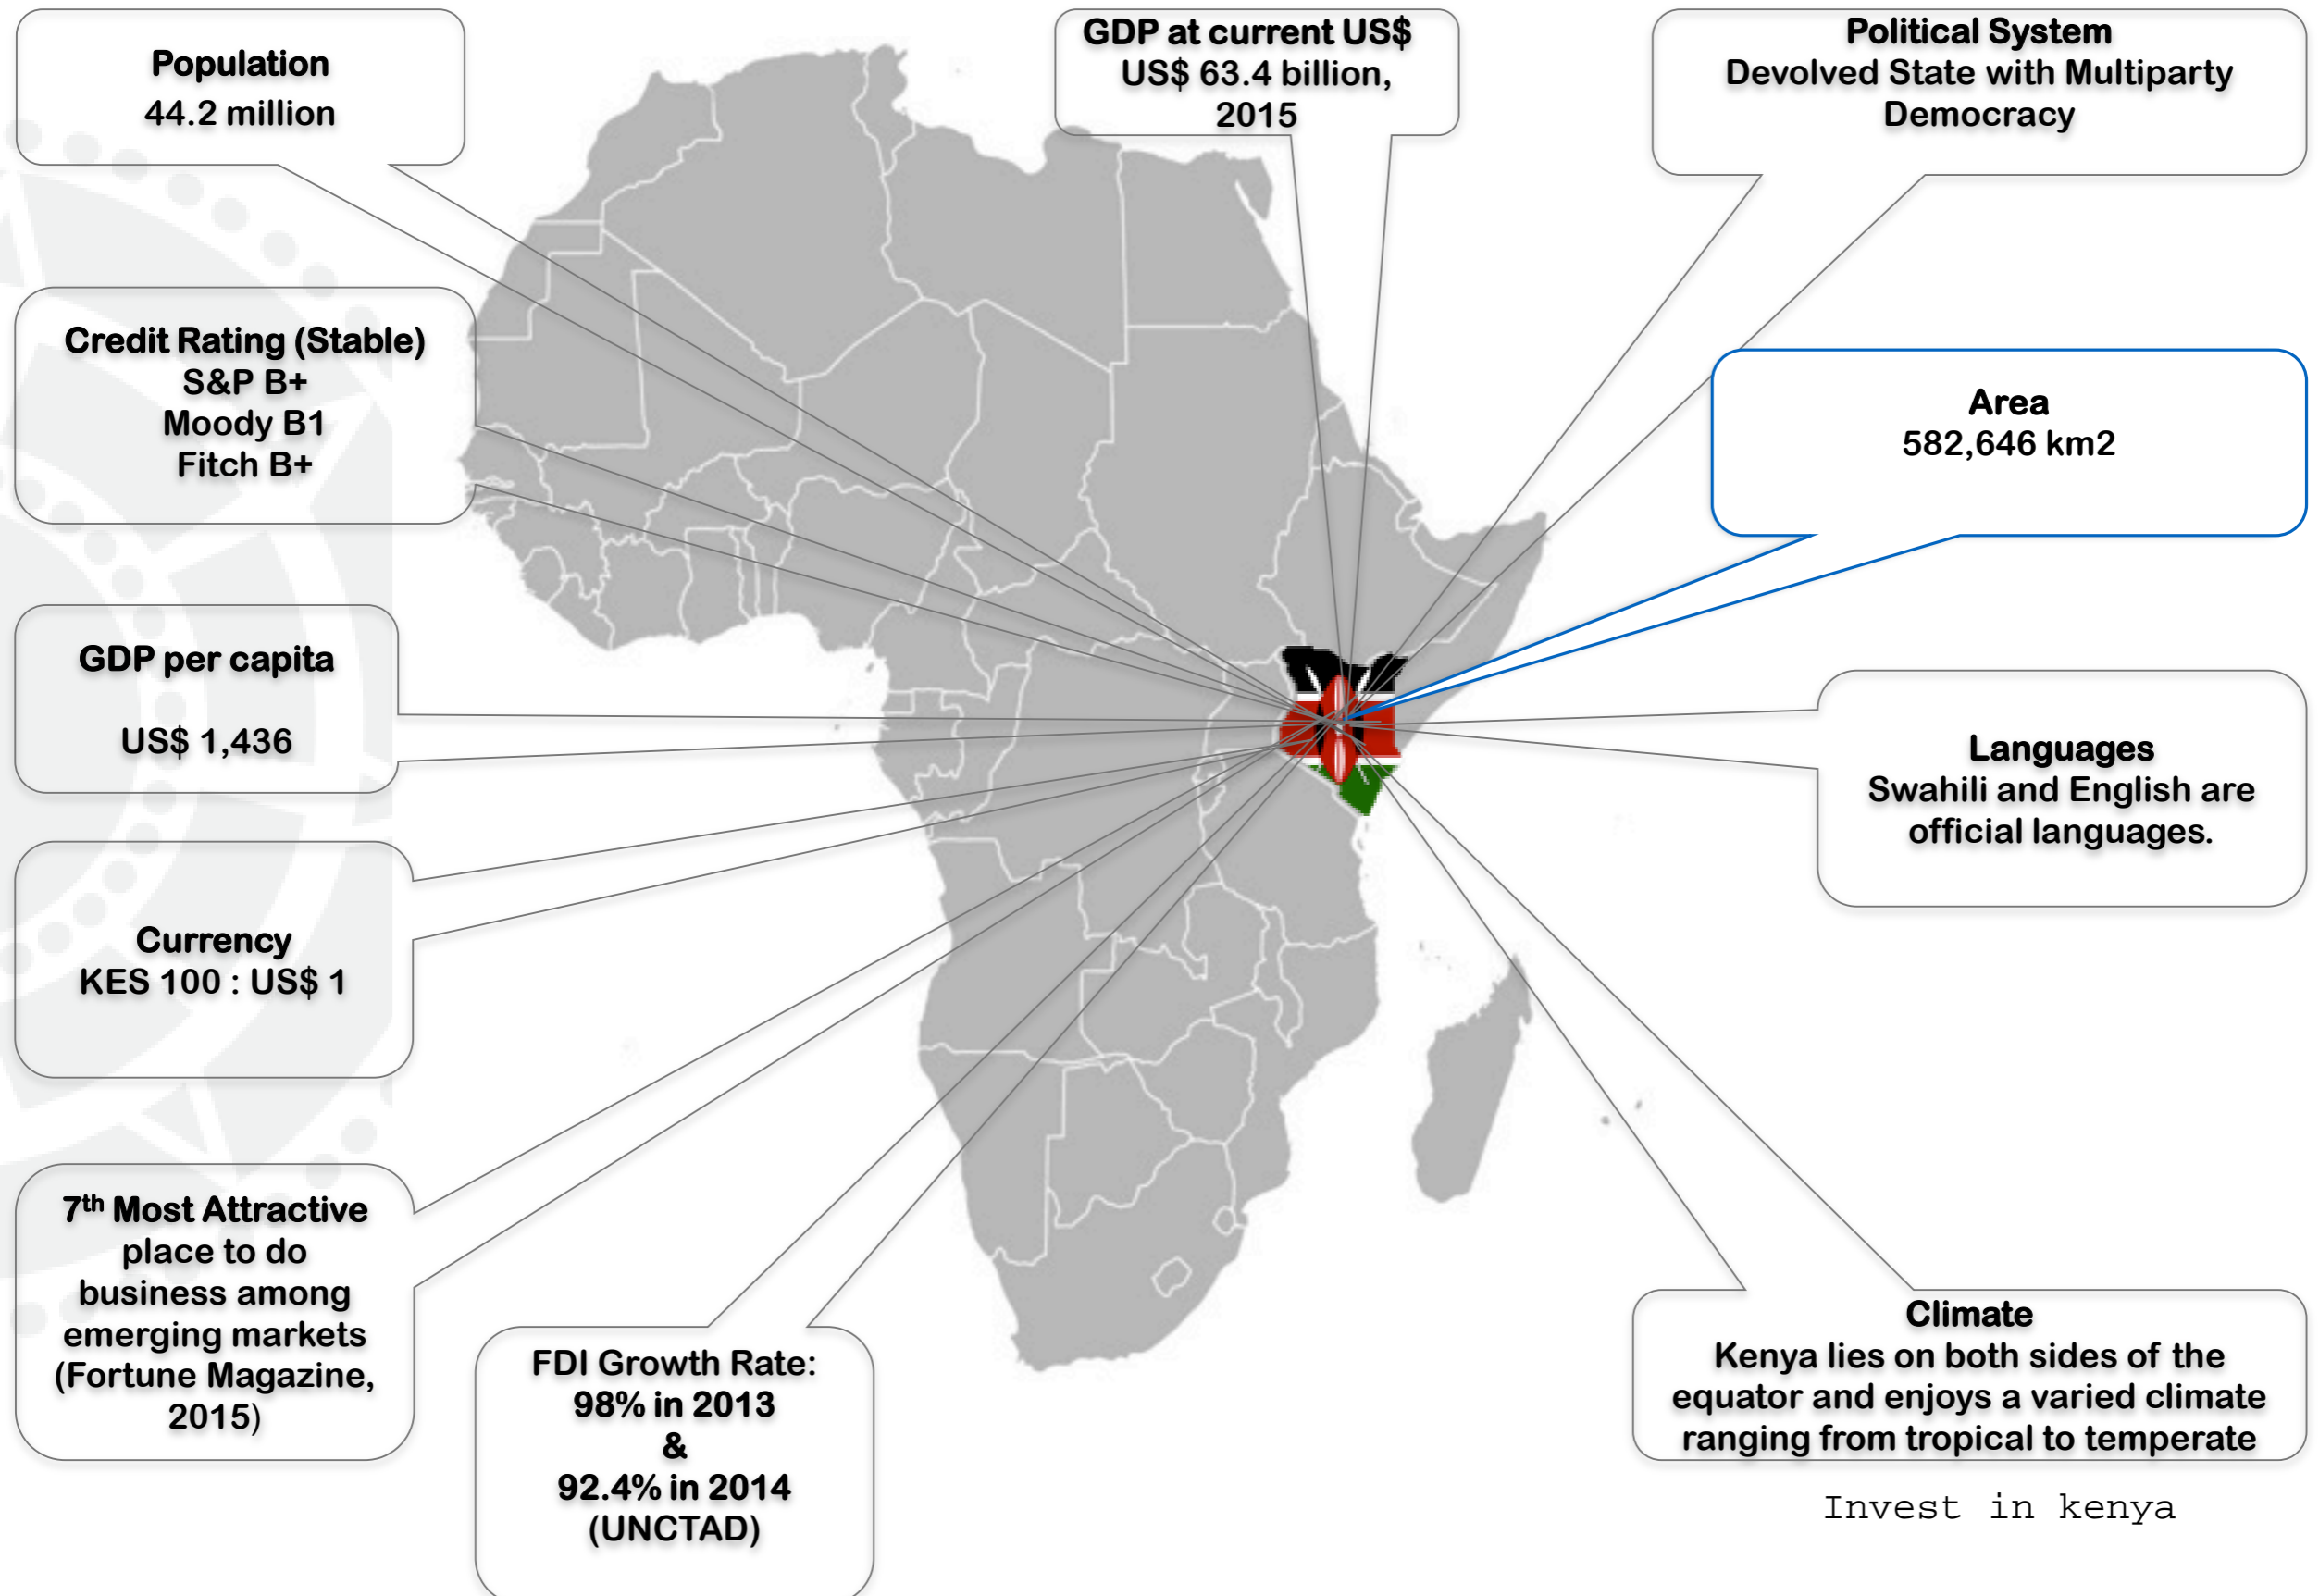 Population
44.2 million
GDP at current US$
US$ 63.4 billion,
2015
Political System
Devolved State with Multiparty
Democracy
Credit Rating (Stable)
S&P B+
Moody B1
Fitch B+
Area
582,646 km2
GDP per capita
US$ 1,436
Languages
Swahili and English are
official languages.
Currency
KES 100 : US$ 1
7th Most Attractive
place to do
business among
emerging markets
(Fortune Magazine,
2015)
FDI Growth Rate:
98% in 2013
&
92.4% in 2014
(UNCTAD)
Climate
Kenya lies on both sides of the
equator and enjoys a varied climate
ranging from tropical to temperate
Invest in kenya